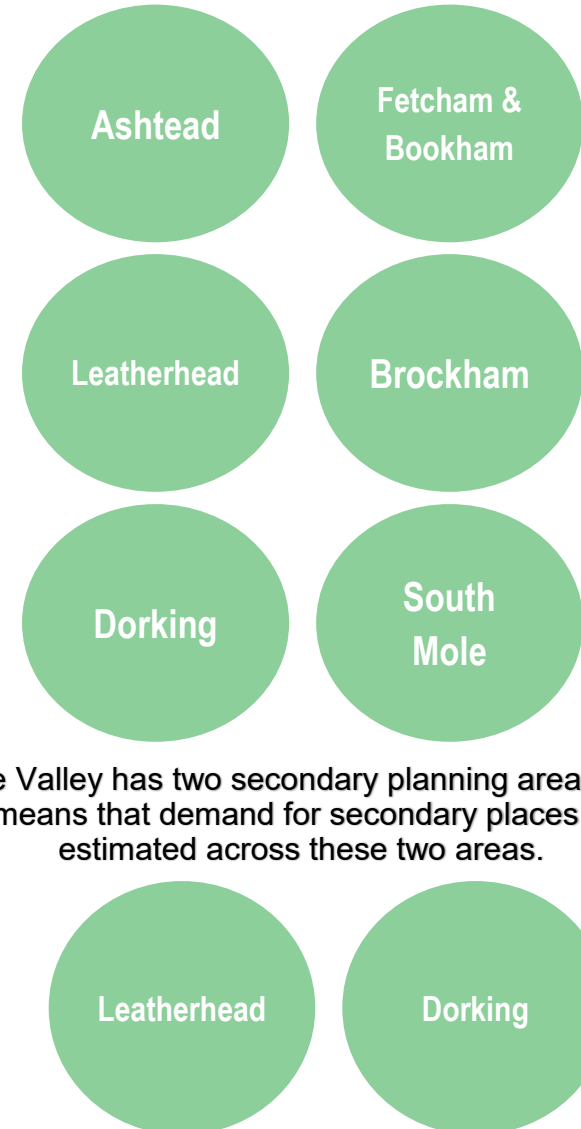 Ashtead
Fetcham &
Bookham
Leatherhead
Brockham
Dorking
South
Mole
e Valley has two secondary planning area
means that demand for secondary places
estimated across these two areas.
Leatherhead
Dorking